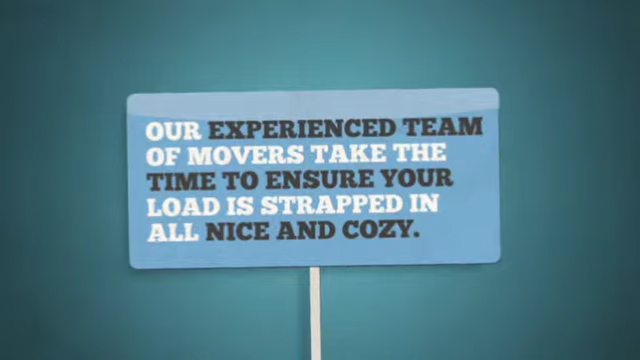 OUR EXPERIENCED TEAM
OF MOVERS TAKE THE
TIME TO ENSURE YOUR
LOAD IS STRAPPED IN
ALL NICE AND COZY.